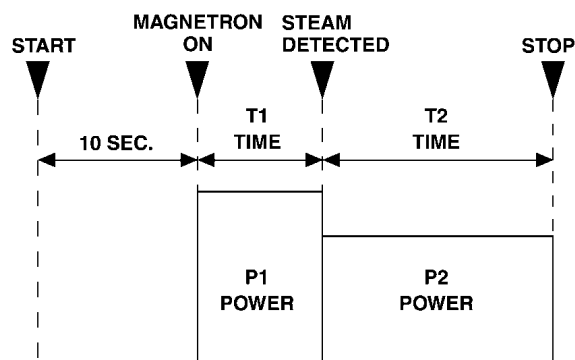 START
MAGNETRON
ON
STEAM
DETECTED
STOP
10 SEC.
T1
TIME
T2
TIME
P1
POWER
P2
POWER